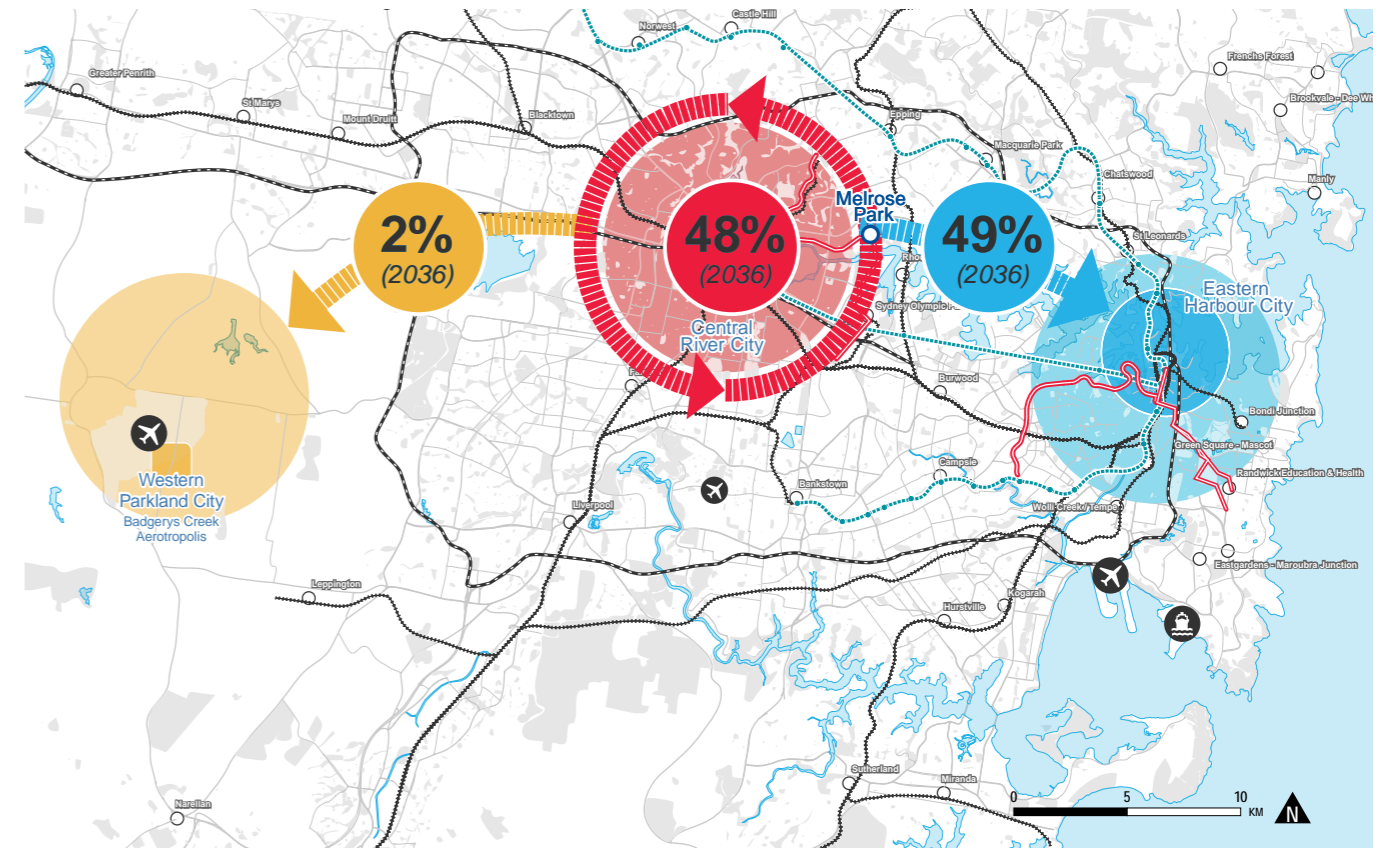 Norwest
Castle Hill
Frenchs Forest
Greater Penrith
St Marys
Mount Druitt
Blacktown
Epping
Brookvale - Dee Wh
Macquarie Park
Chatswood
Manly
Melrose
Park
2%
(2036)
48%
(2036)
49%
(2036)
St Leonards
Eastern
Harbour City
Sydney Olympic
Central
River City
Burwood
Bondi Junction
Green Square - Mascot
Campsie
Randwick Education & Health
Bankstown
Western
Parkland City
Badgerys Creek
Aerotropolis
Liverpool
Wolli Creek / Tempe
Eastgardens - Maroubra Junction
Leppington
Kogarah
Hurstville
Sutherland
Miranda
Narellan
0
5
10
KM
N